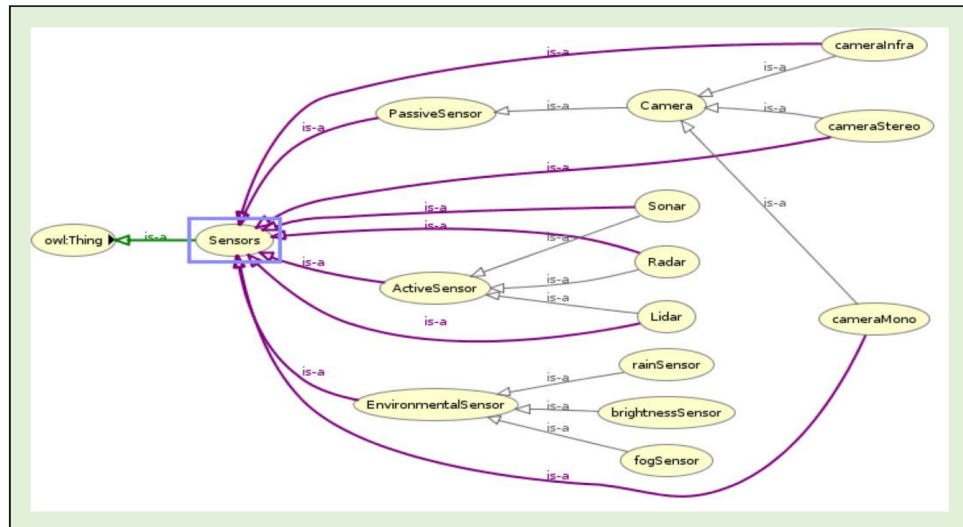 cameraInfra
is-a
is-a
Camera
is-a
PassiveSensor
is-a
is-a
cameraStereo
is-a
is-a
Sonar
is-a
is-a
is-a
owl:Thing
is-a
Sensors
is-a
Radar
is-a
is-a
ActiveSensor
is-a
Lidar
is-a
cameraMono
rainSensor
is-a
is-a
EnvironmentalSensor
is-a
brightnessSensor
is-a
fogSensor
is-a